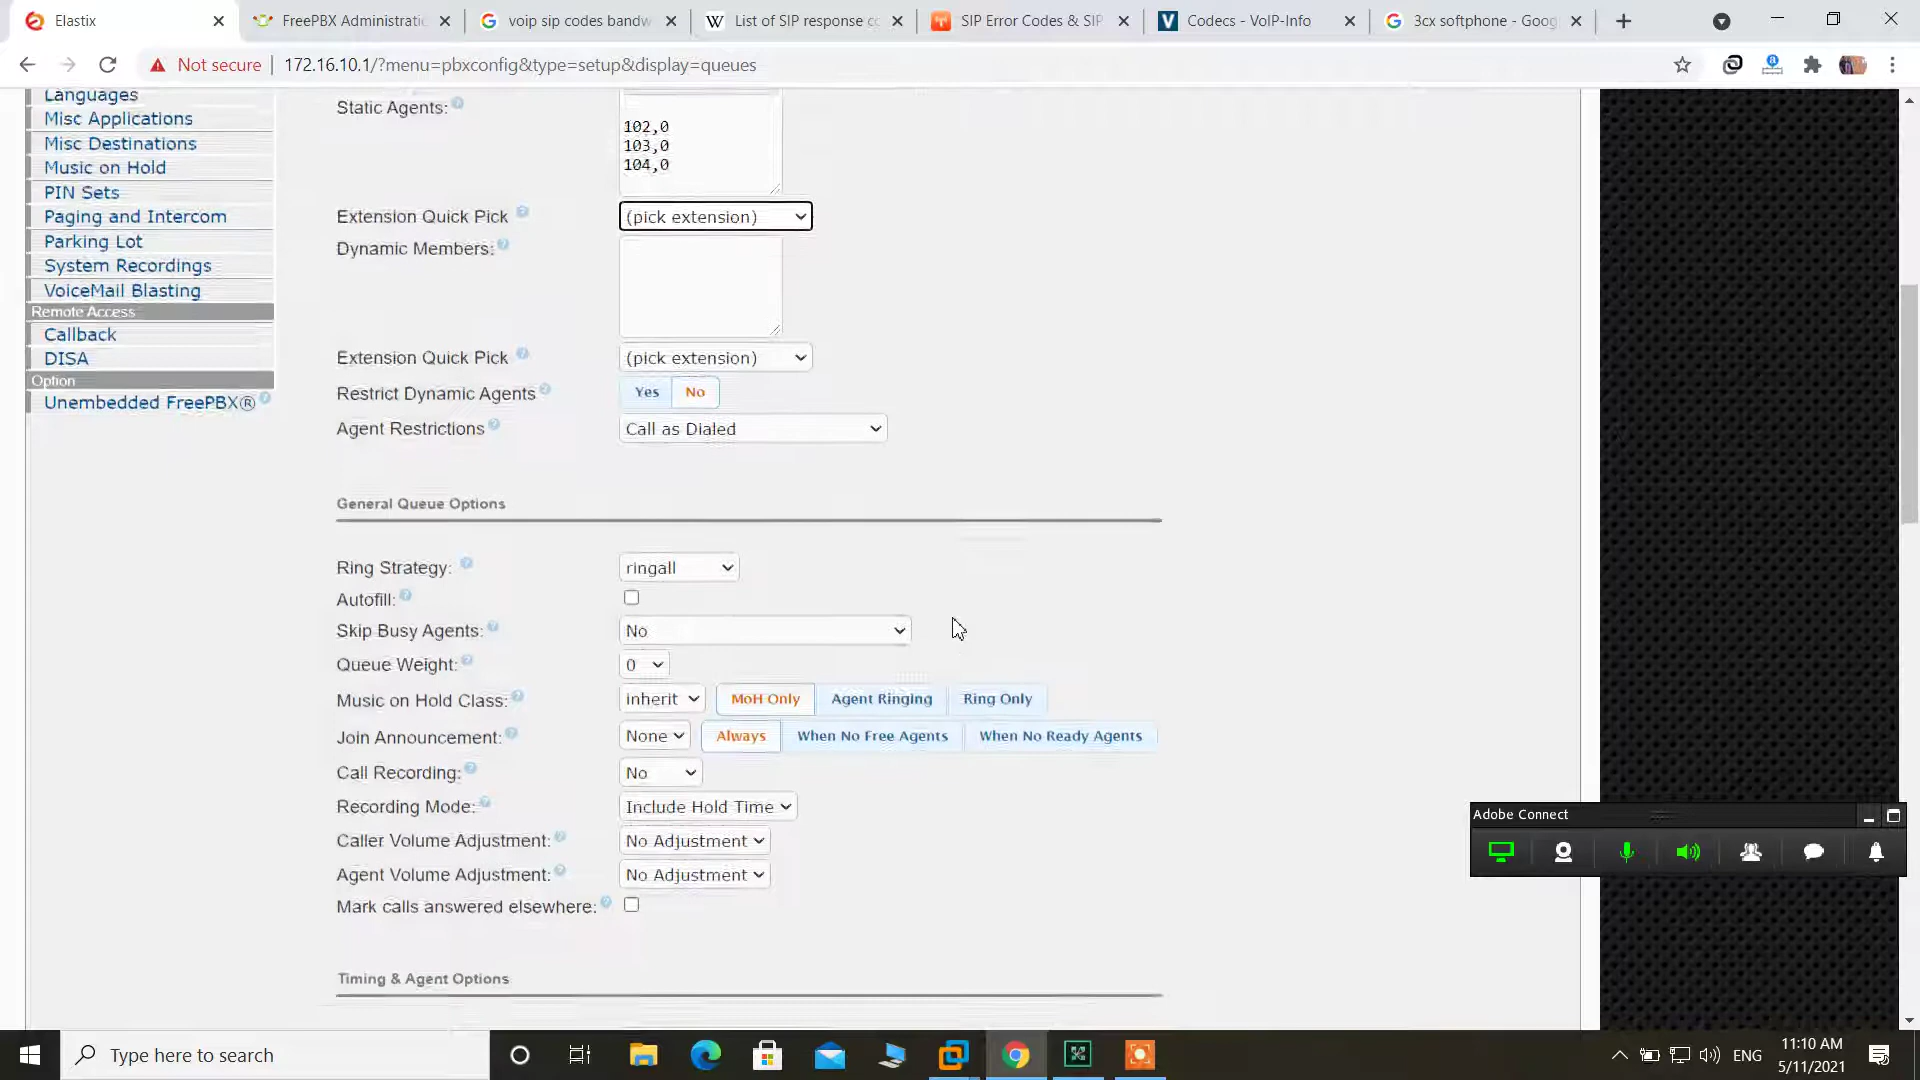 Elastix
FreePBX Administratic
voip sip codes bandw
List of SIP response co
SIP Error Codes & SIP
Codecs - VoIP-Info
3cx softphone - Goog
Not secure
172.16.10.1/?menu=pbxconfig&type=setup&display=queues
Languages
Misc Applications
Misc Destinations
Music on Hold
PIN Sets
Paging and Intercom
Parking Lot
System Recordings
VoiceMail Blasting
Remote Access
Callback
DISA
Option
Unembedded FreePBX®
Static Agents:
102,0
103,0
104,0
Extension Quick Pick (pick extension)
Dynamic Members:
Extension Quick Pick (pick extension)
Restrict Dynamic Agents Yes No
Agent Restrictions Call as Dialed
General Queue Options
Ring Strategy: ringall
Autofill:
Skip Busy Agents: No
Queue Weight: 0
Music on Hold Class: inherit MoH Only Agent Ringing Ring Only
Join Announcement: None Always When No Free Agents When No Ready Agents
Call Recording: No
Recording Mode: Include Hold Time
Caller Volume Adjustment: No Adjustment
Agent Volume Adjustment: No Adjustment
Mark calls answered elsewhere:
Timing & Agent Options
Adobe Connect
Type here to search
ENG
11:10 AM
5/11/2021